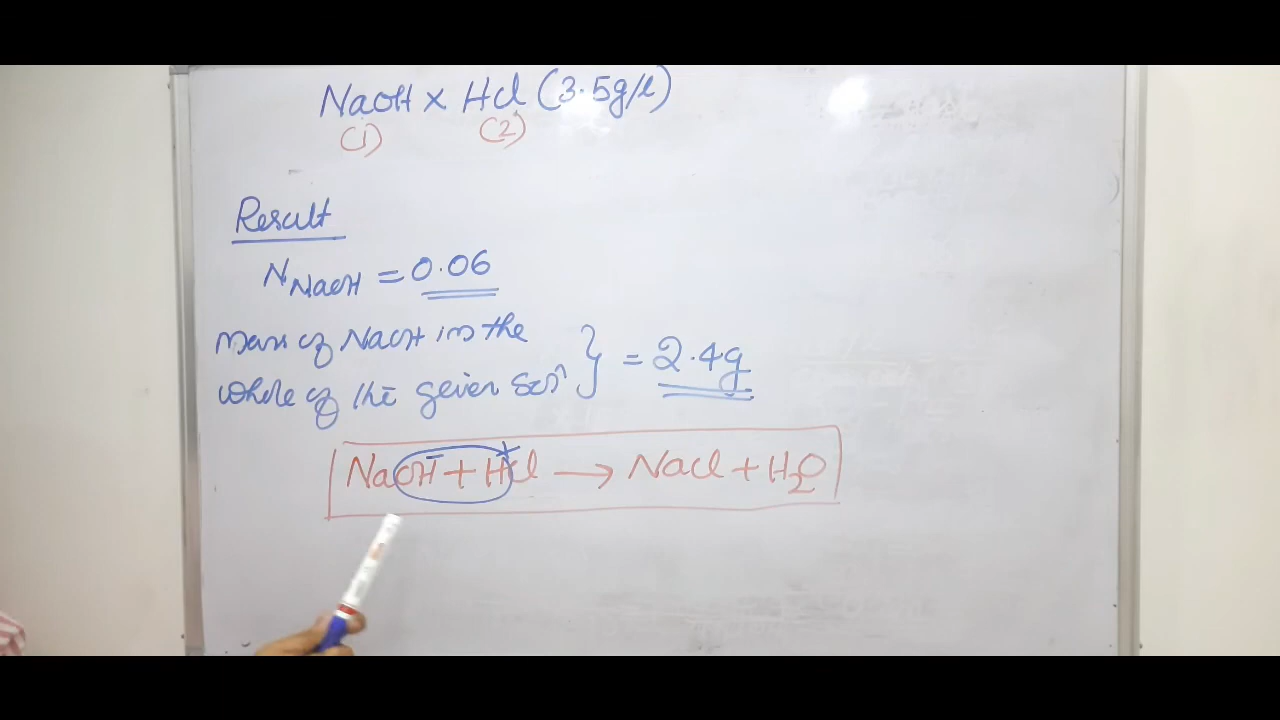 NaOH × HCl (3.5g/l)
(1) (2)
Result
N NaOH = 0.06
Mass of NaOH in the
whole of the given soln } = 2.4g
NaOH⁻ + H⁺Cl → NaCl + H₂O